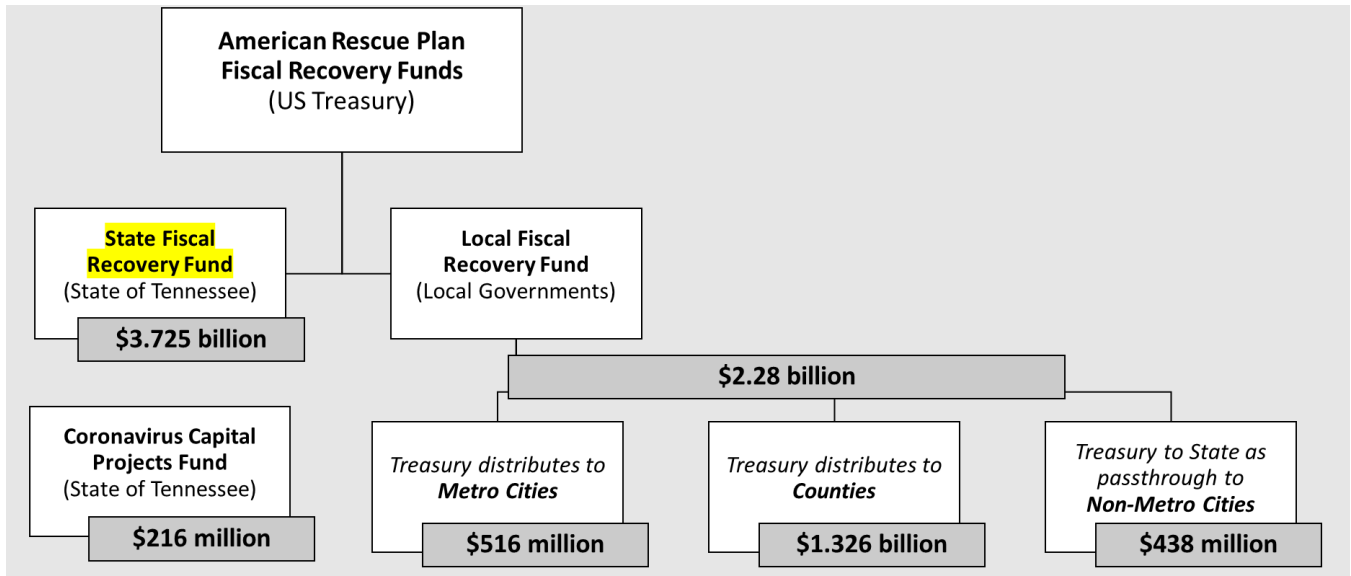 American Rescue Plan
Fiscal Recovery Funds
(US Treasury)
State Fiscal
Recovery Fund
(State of Tennessee)
$3.725 billion
Local Fiscal
Recovery Fund
(Local Governments)
$2.28 billion
Coronavirus Capital
Projects Fund
(State of Tennessee)
$216 million
Treasury distributes to
Metro Cities
$516 million
Treasury distributes to
Counties
$1.326 billion
Treasury to State as
passthrough to
Non-Metro Cities
$438 million